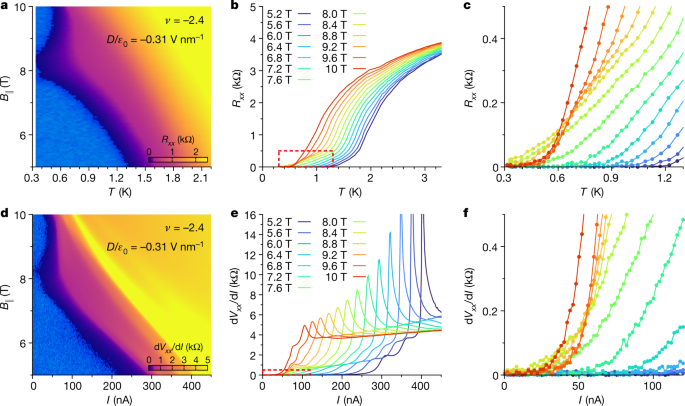 a
ν = −2.4
D/ε0 = −0.31 V nm−1
B|| (T)
10
8
6
5
Rxx (kΩ)
0 1 2
0.3 0.6 0.9 1.2 1.5 1.8 2.1
T (K)
b
5.2 T 8.0 T
5.6 T 8.4 T
6.0 T 8.8 T
6.4 T 9.2 T
6.8 T 9.6 T
7.2 T 10 T
7.6 T
Rxx (kΩ)
5
4
3
2
1
0
0 1 2 3
T (K)
c
Rxx (kΩ)
0.4
0.2
0
0.3 0.6 0.9 1.2
T (K)
d
ν = −2.4
D/ε0 = −0.31 V nm−1
B|| (T)
10
8
6
5
dVxx/dI (kΩ)
0 1 2 3 4 5
0 100 200 300 400
I (nA)
e
5.2 T 8.0 T
5.6 T 8.4 T
6.0 T 8.8 T
6.4 T 9.2 T
6.8 T 9.6 T
7.2 T 10 T
7.6 T
dVxx/dI (kΩ)
16
14
12
10
8
6
4
2
0
0 100 200 300 400
I (nA)
f
dVxx/dI (kΩ)
0.4
0.2
0
0 50 100
I (nA)